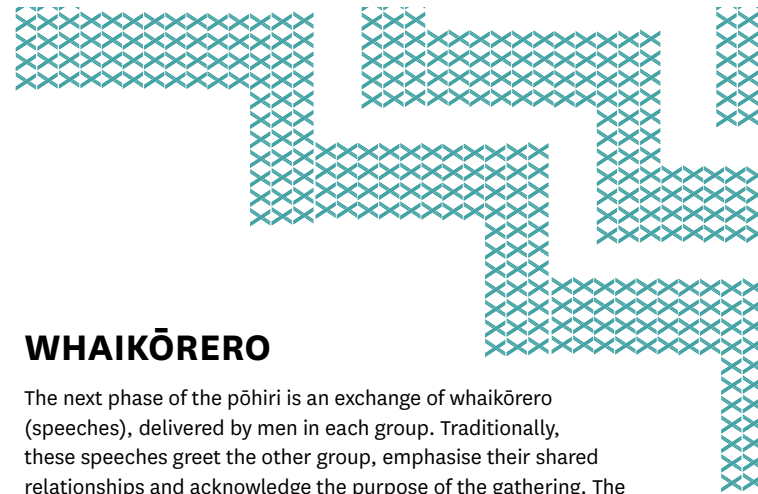 WHAIKŌRERO
The next phase of the pōhiri is an exchange of whaikōrero
(speeches), delivered by men in each group. Traditionally,
these speeches greet the other group, emphasise their shared
relationships and acknowledge the purpose of the gathering. The